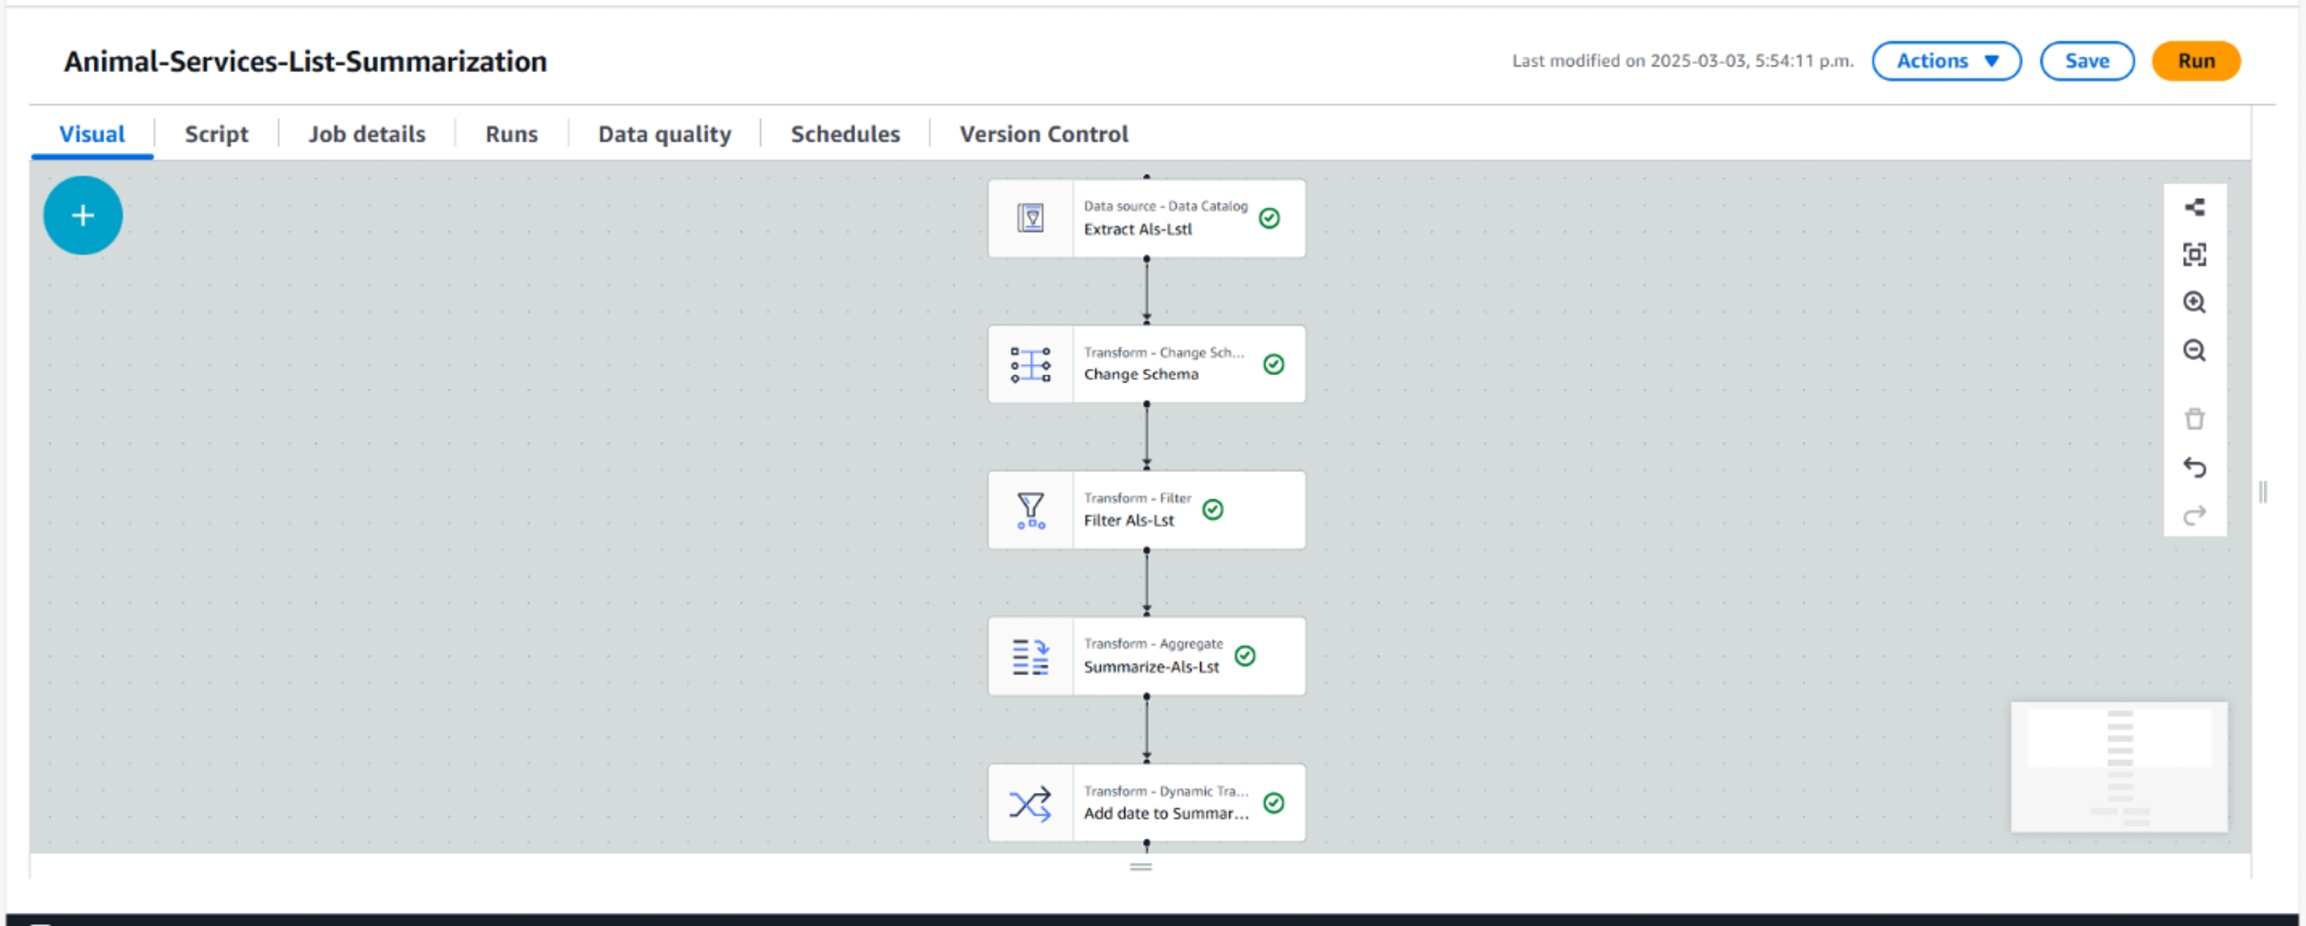 Animal-Services-List-Summarization
Last modified on 2025-03-03, 5:54:11 p.m.
Actions
Save
Run
Visual
Script
Job details
Runs
Data quality
Schedules
Version Control
Data source - Data Catalog
Extract Als-Lstl
Transform - Change Sch...
Change Schema
Transform - Filter
Filter Als-Lst
Transform - Aggregate
Summarize-Als-Lst
Transform - Dynamic Tra...
Add date to Summar...